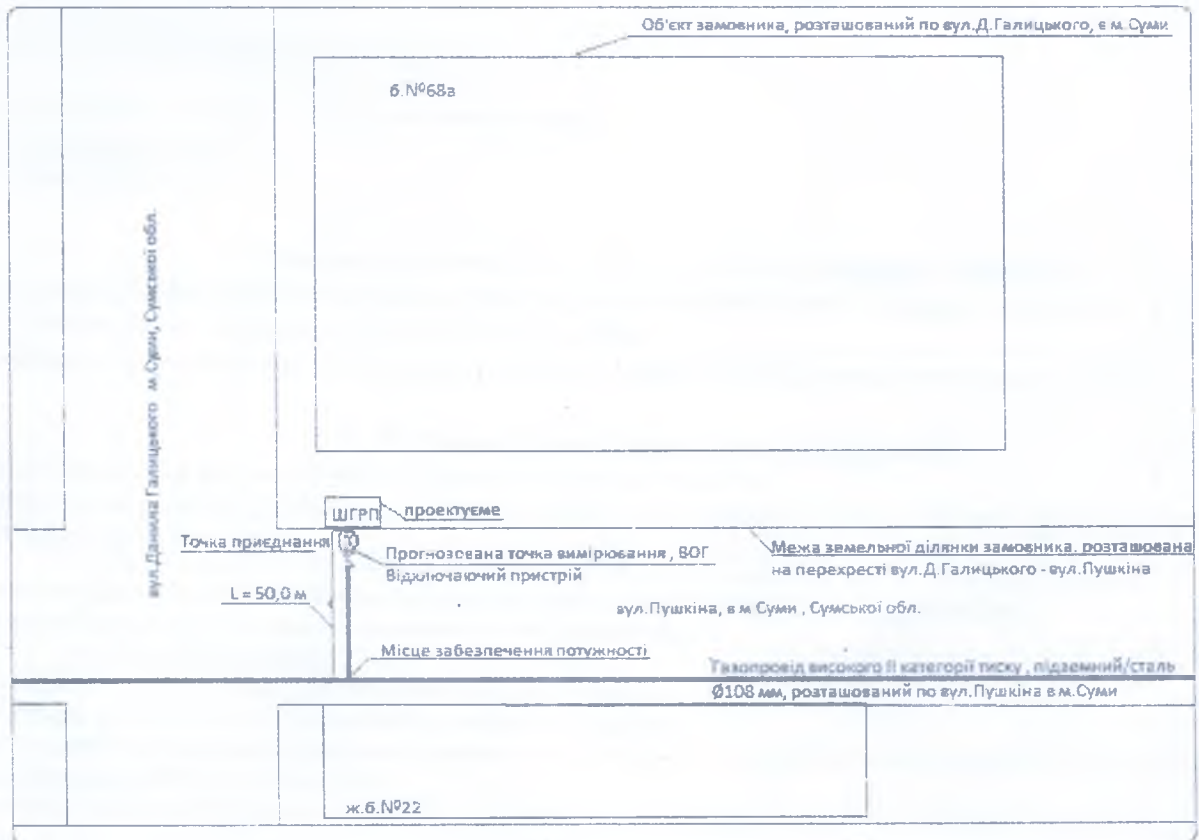 Об'єкт замовника, розташований по вул.Д.Галицького, в м.Суми
б.№68а
вул.Данила Галицького м Суми, Сумської обл.
ШГРП
проектуєме
Точка приєднання
Прогнозована точка вимірювання , ВОГ
Відключаючий пристрій
Межа земельної ділянки замовника. розташована
на перехресті вул.Д.Галицького - вул.Пушкіна
L = 50,0 м
вул.Пушкіна, в м Суми , Сумської обл.
Місце забезпечення потужності
Газопровід високого ІІ категорії тиску , підземний/сталь
Ø108 мм, розташований по вул.Пушкіна в м.Суми
ж.б.№22